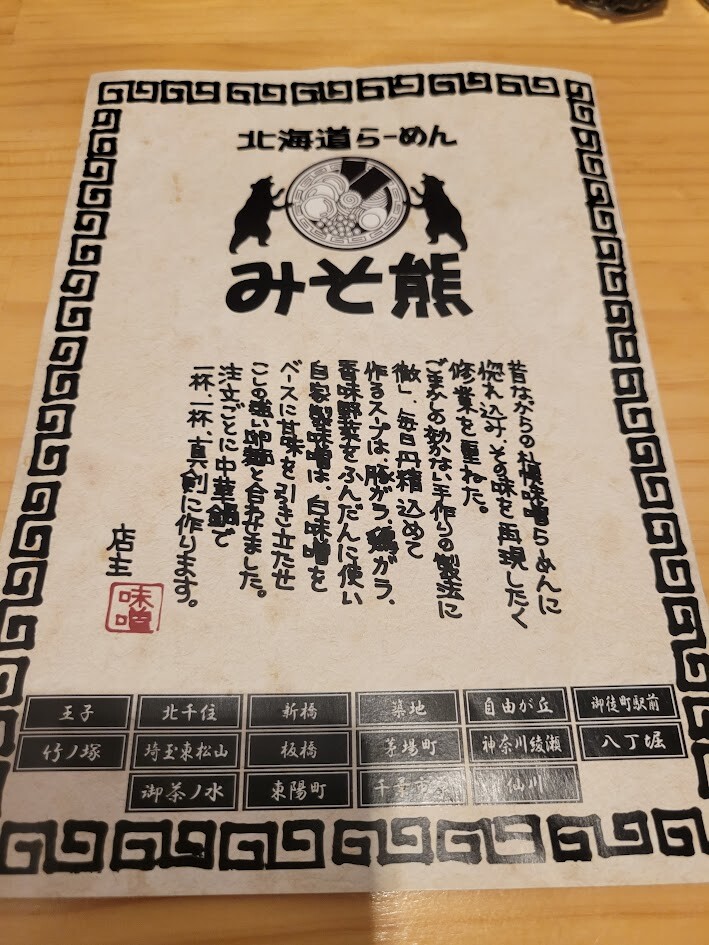 北海道らーめん
みそ熊
昔ながらの札幌味噌らーめんに
惚れ込み、その味を再現したく
修業を重ねた。
ごまかしの効かない手作りの製法に
徹し、毎日丹精込めて
作るスープは、豚ガラ、鶏ガラ、
香味野菜をふんだんに使い
自家製味噌は、白味噌を
ベースに甘味を引き立たせ
こしの強い卵麺と合わせました。
注文ごとに中華鍋で
一杯、一杯、真剣に作ります。
店主
味噌
王子 北千住 新橋 築地 自由が丘 御徒町駅前
竹ノ塚 埼玉東松山 板橋 茅場町 神奈川綾瀬 八丁堀
御茶ノ水 東陽町 千葉市 仙川